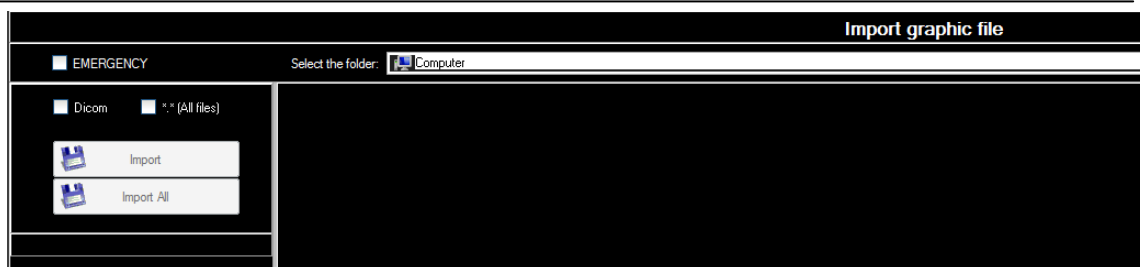 Import graphic file
EMERGENCY Select the folder: Computer
Dicom *.* (All files)
Import
Import All